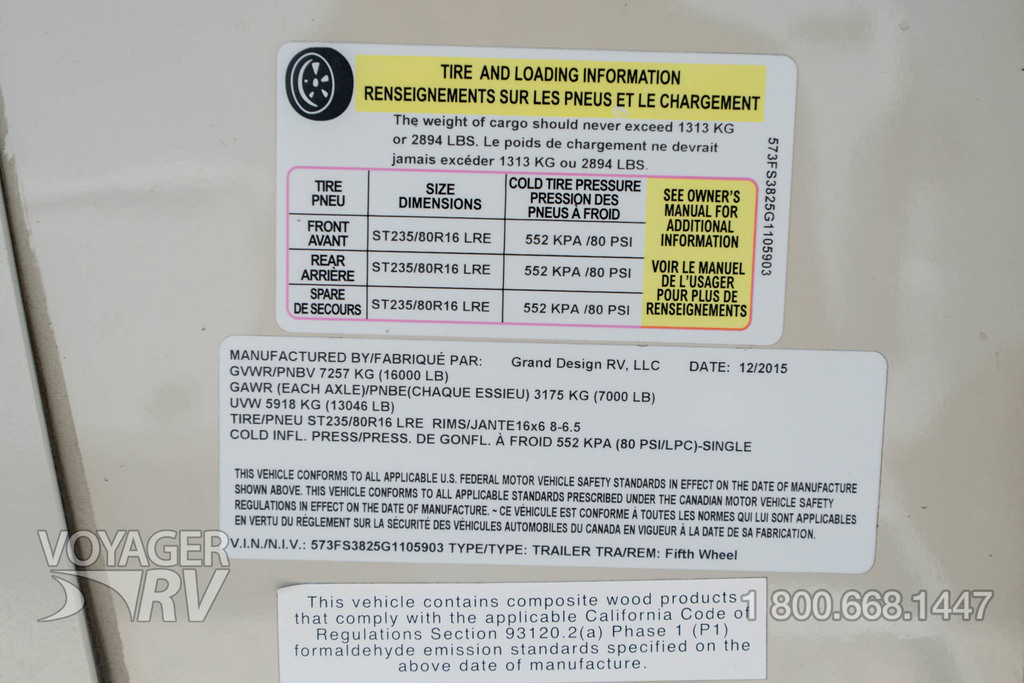 TIRE AND LOADING INFORMATION
RENSEIGNEMENTS SUR LES PNEUS ET LE CHARGEMENT
The weight of cargo should never exceed 1313 KG
or 2894 LBS. Le poids de chargement ne devrait
jamais excéder 1313 KG ou 2894 LBS.
TIRE PNEU SIZE DIMENSIONS COLD TIRE PRESSURE PRESSION DES PNEUS À FROID
FRONT AVANT ST235/80R16 LRE 552 KPA /80 PSI
REAR ARRIÈRE ST235/80R16 LRE 552 KPA /80 PSI
SPARE DE SECOURS ST235/80R16 LRE 552 KPA /80 PSI
SEE OWNER'S
MANUAL FOR
ADDITIONAL
INFORMATION
VOIR LE MANUEL
DE L'USAGER
POUR PLUS DE
RENSEIGNEMENTS
573FS3825G1105903
MANUFACTURED BY/FABRIQUÉ PAR: Grand Design RV, LLC DATE: 12/2015
GVWR/PNBV 7257 KG (16000 LB)
GAWR (EACH AXLE)/PNBE(CHAQUE ESSIEU) 3175 KG (7000 LB)
UVW 5918 KG (13046 LB)
TIRE/PNEU ST235/80R16 LRE RIMS/JANTE16x6 8-6.5
COLD INFL. PRESS/PRESS. DE GONFL. À FROID 552 KPA (80 PSI/LPC)-SINGLE
THIS VEHICLE CONFORMS TO ALL APPLICABLE U.S. FEDERAL MOTOR VEHICLE SAFETY STANDARDS IN EFFECT ON THE DATE OF MANUFACTURE
SHOWN ABOVE. THIS VEHICLE CONFORMS TO ALL APPLICABLE STANDARDS PRESCRIBED UNDER THE CANADIAN MOTOR VEHICLE SAFETY
REGULATIONS IN EFFECT ON THE DATE OF MANUFACTURE. ~ CE VÉHICULE EST CONFORME À TOUTES LES NORMES QUI LUI SONT APPLICABLES
EN VERTU DU RÉGLEMENT SUR LA SÉCURITÉ DES VÉHICULES AUTOMOBILES DU CANADA EN VIGUEUR À LA DATE DE SA FABRICATION.
V.I.N./N.I.V.: 573FS3825G1105903 TYPE/TYPE: TRAILER TRA/REM: Fifth Wheel
VOYAGER
RV
1 800.668.1447
This vehicle contains composite wood products
that comply with the applicable California Code of
Regulations Section 93120.2(a) Phase 1 (P1)
formaldehyde emission standards specified on the
above date of manufacture.